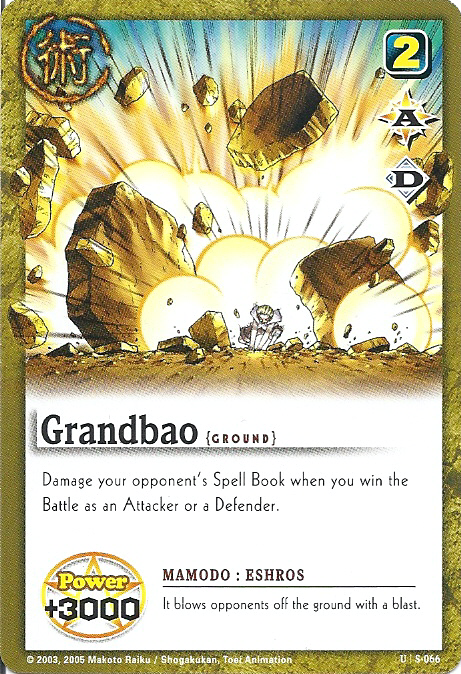 術
2
A
D
Grandbao {GROUND}
Damage your opponent's Spell Book when you win the
Battle as an Attacker or a Defender.
Power
+3000
MAMODO : ESHROS
It blows opponents off the ground with a blast.
© 2003, 2005 Makoto Raiku / Shogakukan, Toei Animation
U | S-066